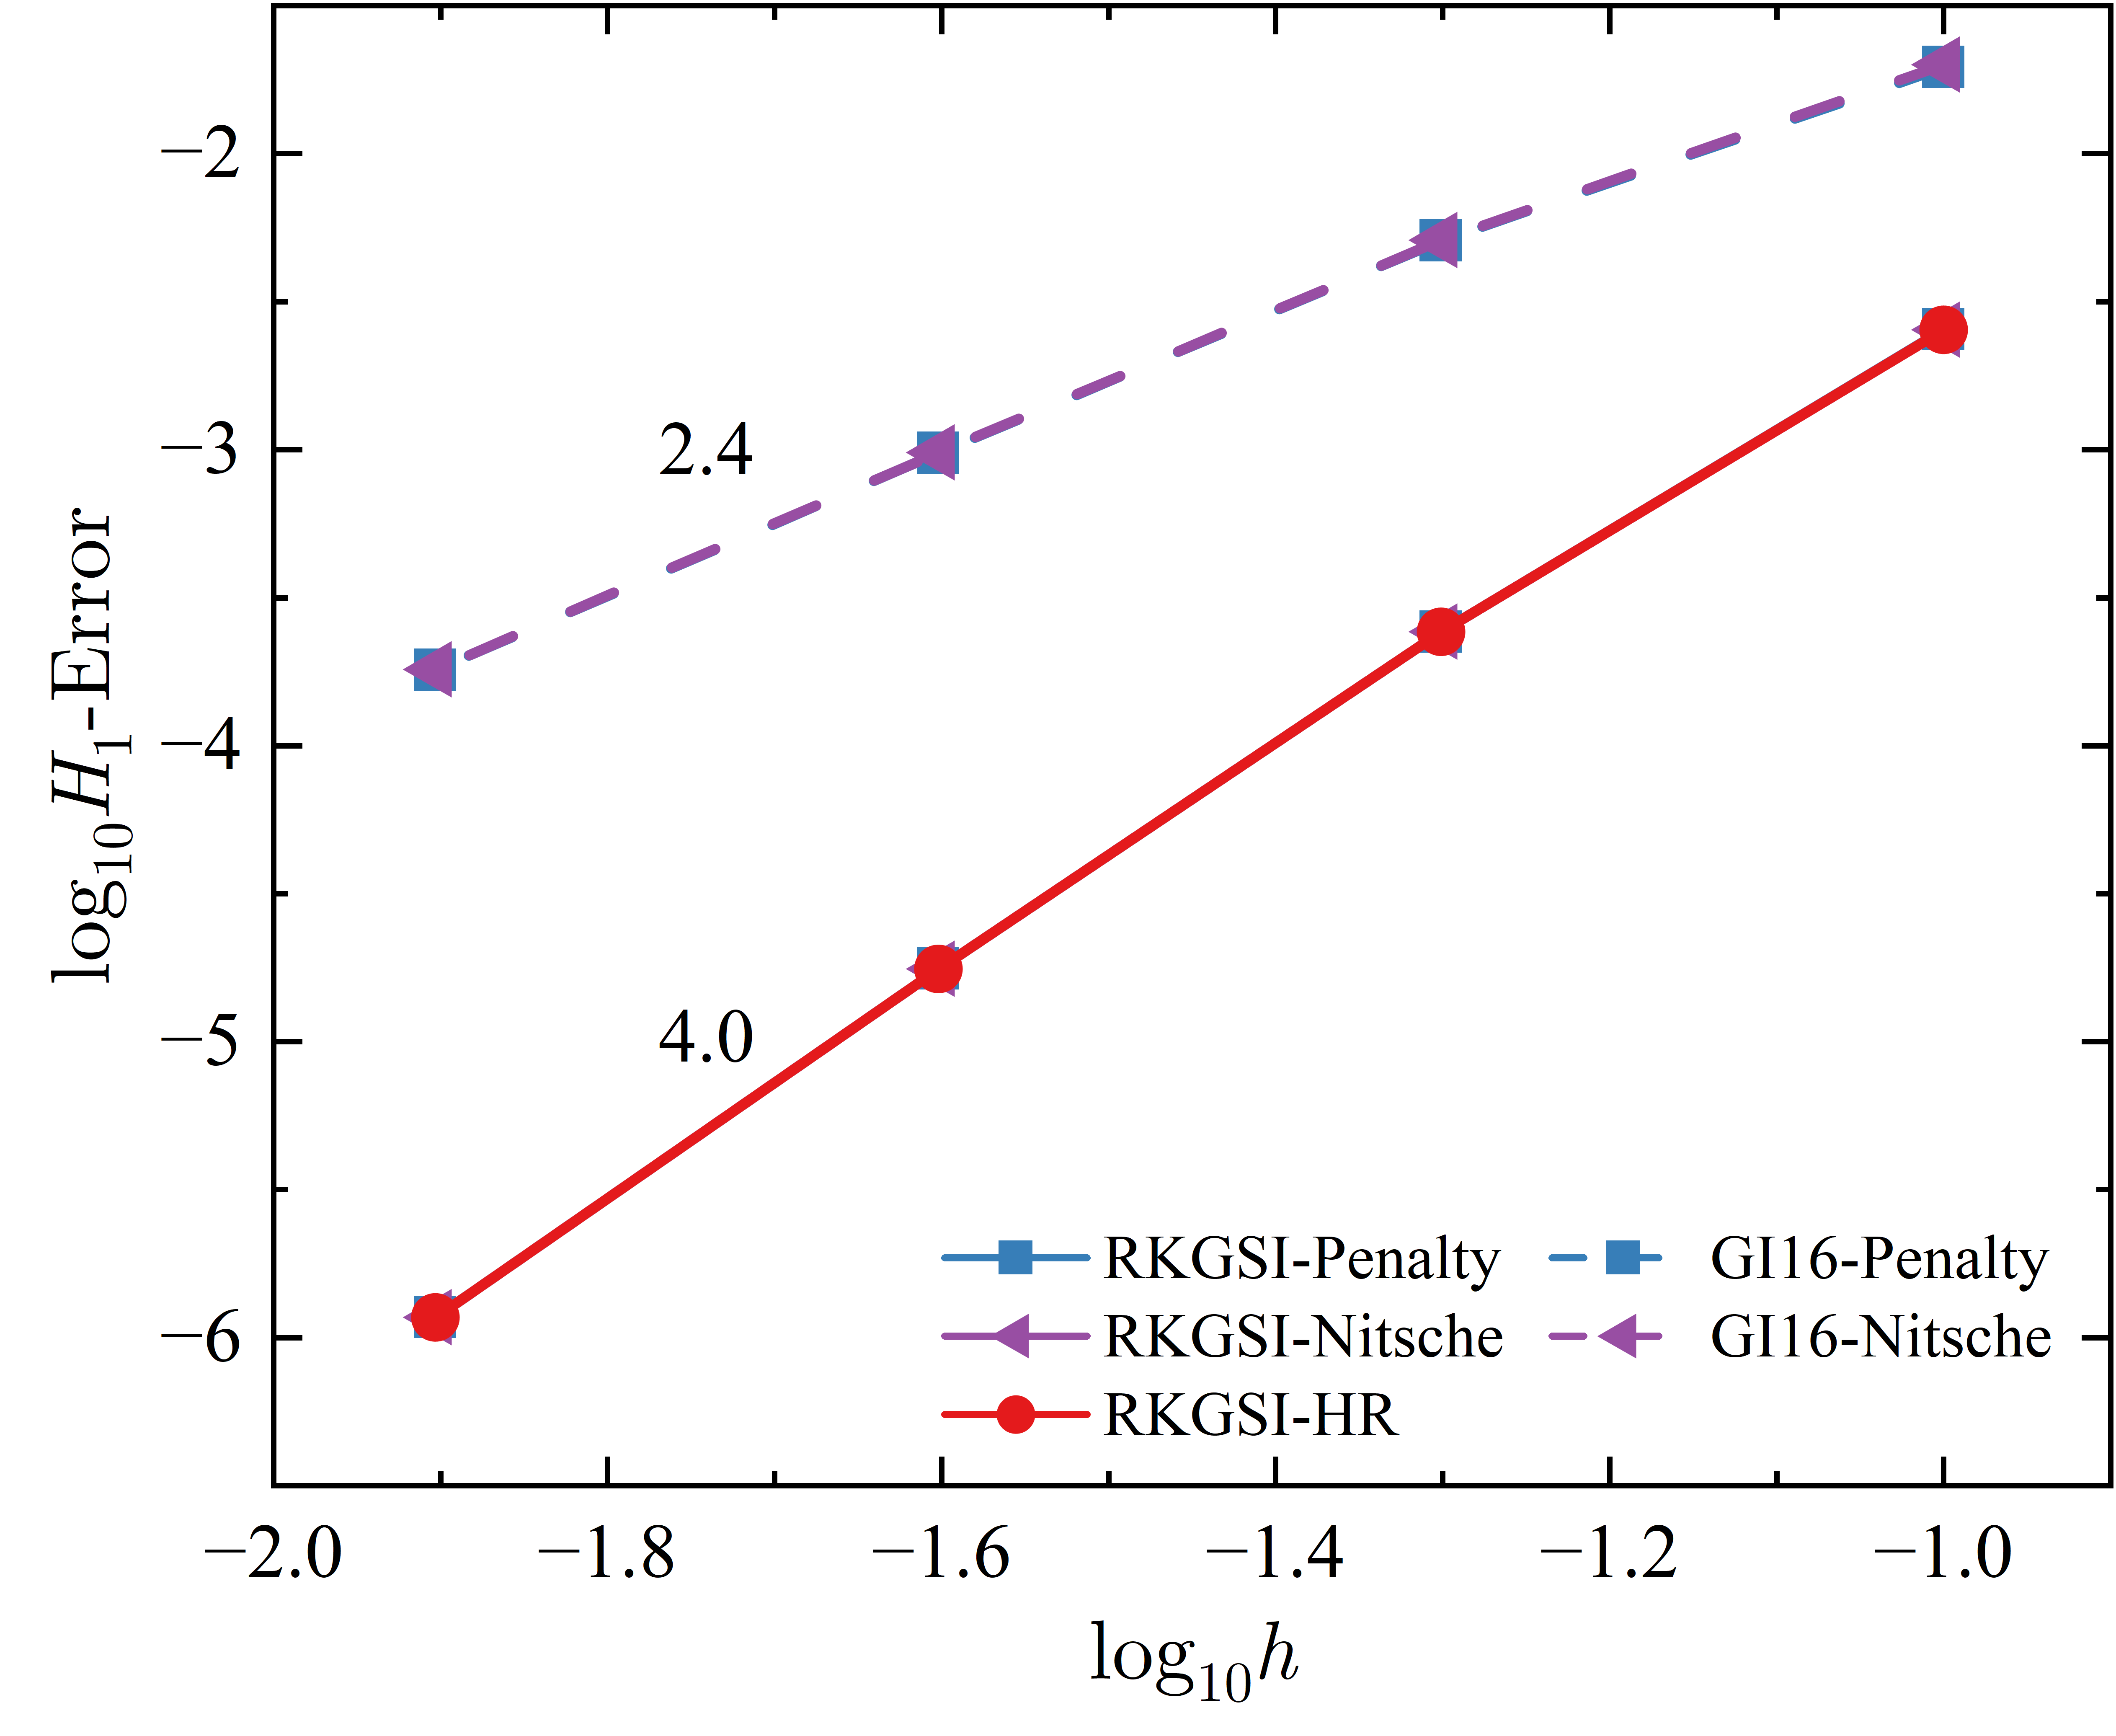 −2
−3
−4
−5
−6
log₁₀H₁-Error
2.4
4.0
RKGSI-Penalty GI16-Penalty
RKGSI-Nitsche GI16-Nitsche
RKGSI-HR
−2.0 −1.8 −1.6 −1.4 −1.2 −1.0
log₁₀h